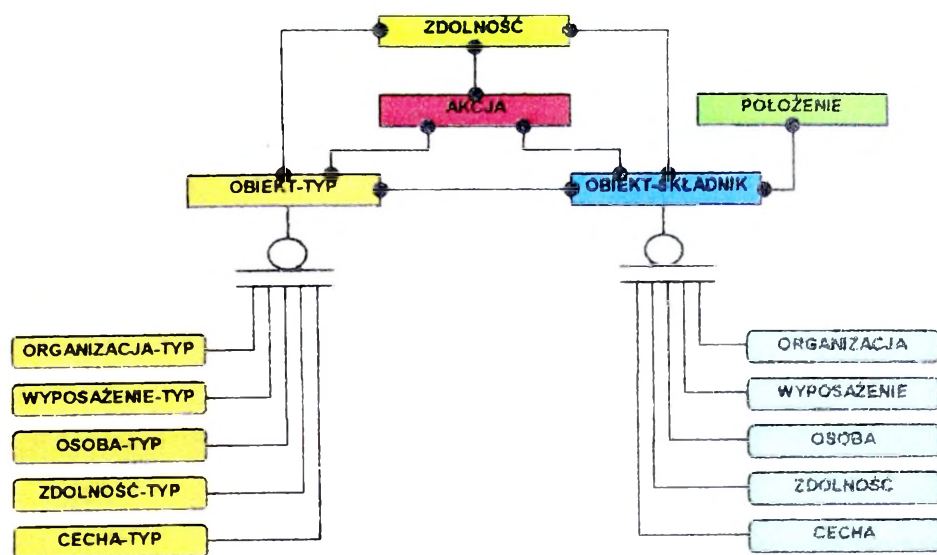 ZDOLNOŚĆ
AKCJA
POŁOŻENIE
OBIEKT-TYP
OBIEKT-SKŁADNIK
ORGANIZACJA-TYP
ORGANIZACJA
WYPOSAŻENIE-TYP
WYPOSAŻENIE
OSOBA-TYP
OSOBA
ZDOLNOŚĆ-TYP
ZDOLNOŚĆ
CECHA-TYP
CECHA